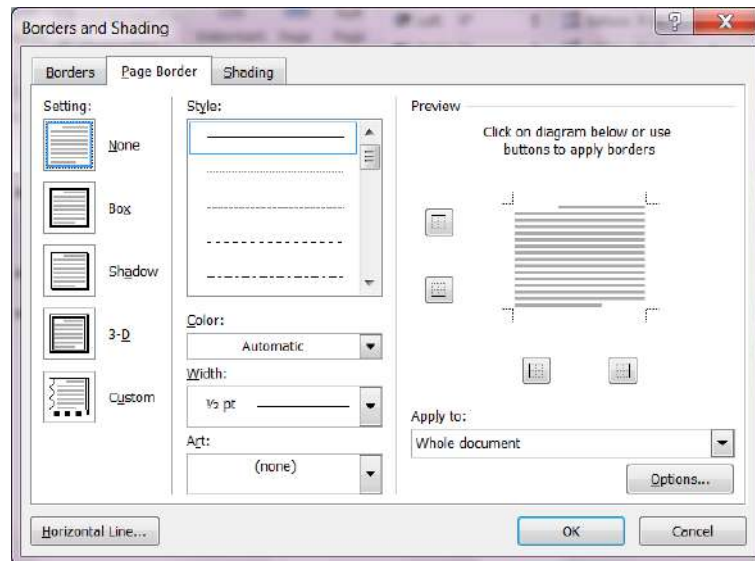 Borders and Shading
Borders
Page Border
Shading
Setting:
None
Box
Shadow
3-D
Custom
Style:
Color:
Automatic
Width:
½ pt
Art:
(none)
Preview
Click on diagram below or use
buttons to apply borders
Apply to:
Whole document
Options...
Horizontal Line...
OK
Cancel